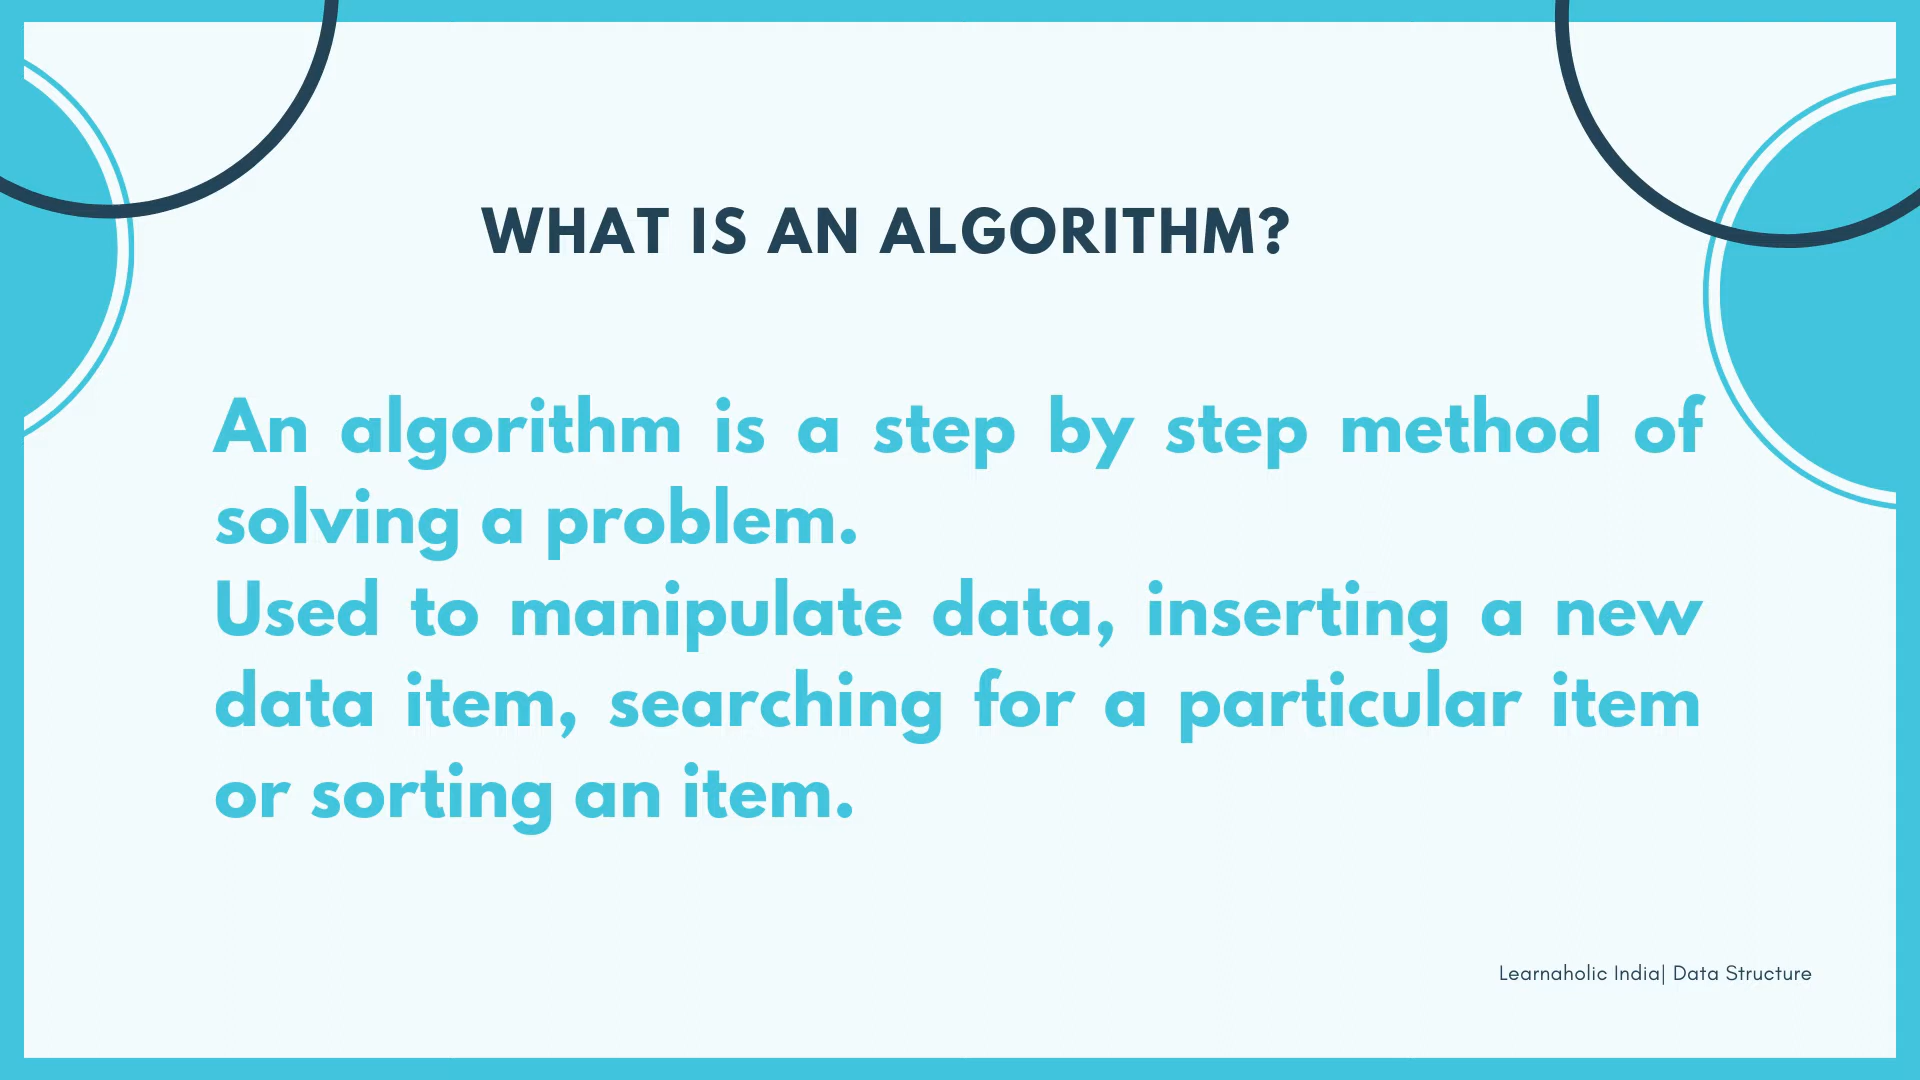 WHAT IS AN ALGORITHM?
An algorithm is a step by step method of
solving a problem.
Used to manipulate data, inserting a new
data item, searching for a particular item
or sorting an item.
Learnaholic India| Data Structure